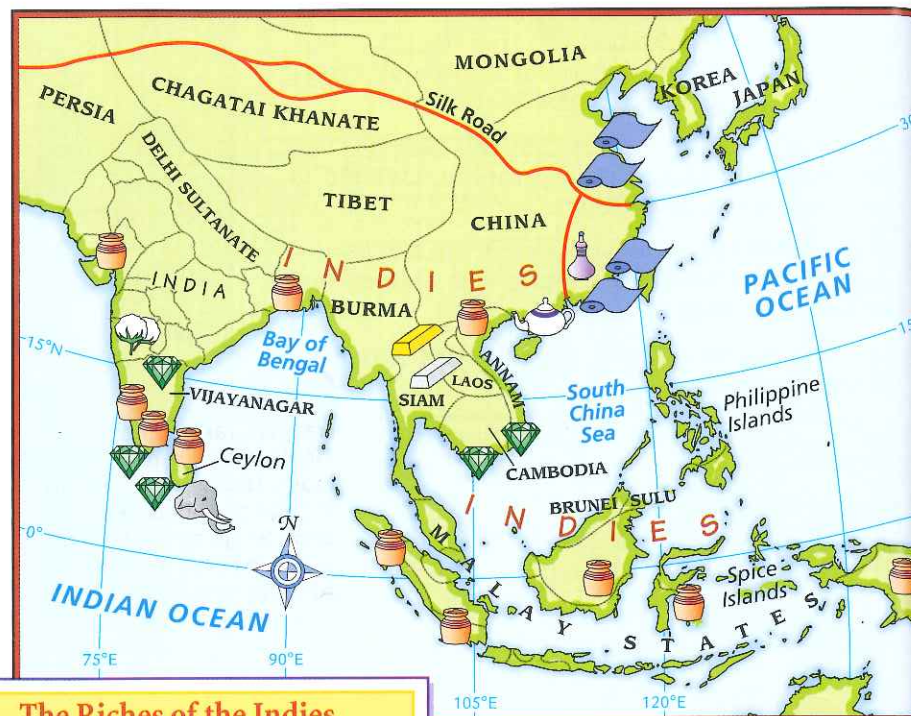 MONGOLIA
KOREA
JAPAN
PERSIA
CHAGATAI KHANATE
Silk Road
30
DELHI SULTANATE
TIBET
CHINA
INDIES
INDIA
BURMA
PACIFIC
OCEAN
15°N
15
Bay of
Bengal
ANNAM
LAOS
SIAM
VIJAYANAGAR
South
China
Sea
Philippine
Islands
Ceylon
CAMBODIA
BRUNEI
SULU
INDIES
0°
N
MALAY STATES
Spice
Islands
INDIAN OCEAN
75°E
90°E
105°E
120°E
The Riches of the Indies